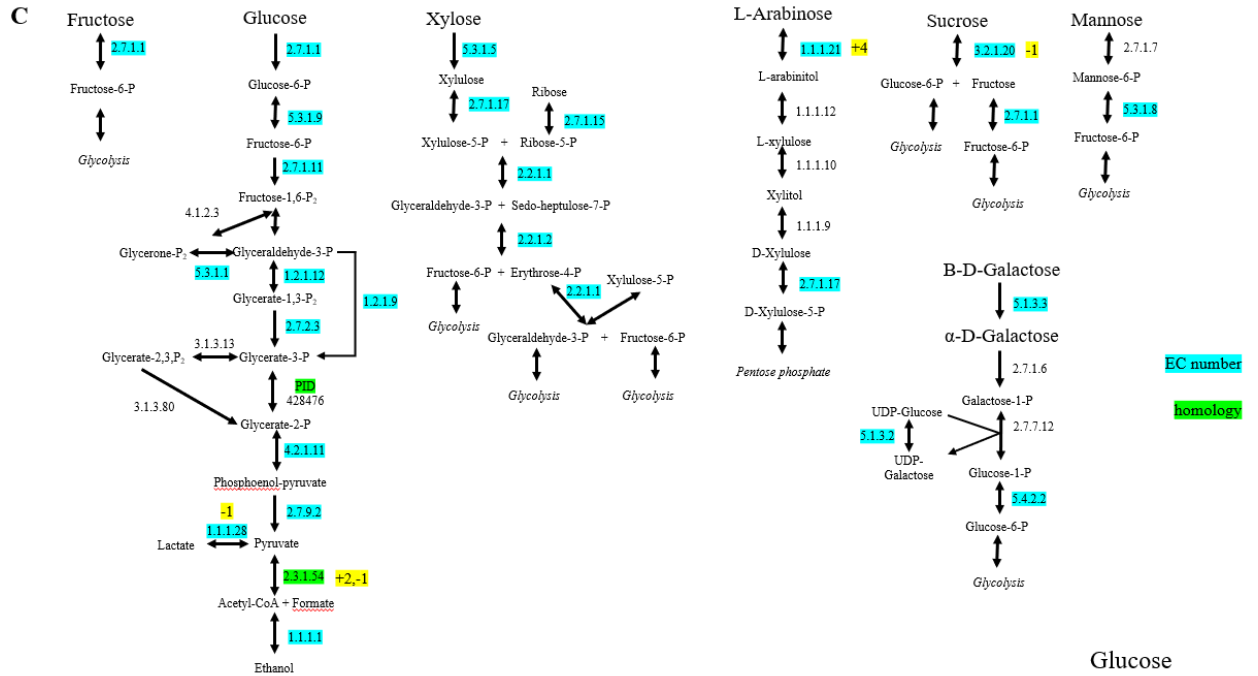 C
Fructose
2.7.1.1
Fructose-6-P
Glycolysis
Glucose
2.7.1.1
Glucose-6-P
5.3.1.9
Fructose-6-P
2.7.1.11
Fructose-1,6-P2
4.1.2.3
Glycerone-P2
Glyceraldehyde-3-P
5.3.1.1
1.2.1.12
1.2.1.9
Glycerate-1,3-P2
2.7.2.3
3.1.3.13
Glycerate-2,3,P2
Glycerate-3-P
PID
428476
3.1.3.80
Glycerate-2-P
4.2.1.11
Phosphoenol-pyruvate
-1
2.7.9.2
1.1.1.28
Lactate
Pyruvate
2.3.1.54 +2,-1
Acetyl-CoA + Formate
1.1.1.1
Ethanol
Xylose
5.3.1.5
Xylulose
2.7.1.17
Ribose
2.7.1.15
Xylulose-5-P + Ribose-5-P
2.2.1.1
Glyceraldehyde-3-P + Sedo-heptulose-7-P
2.2.1.2
Fructose-6-P + Erythrose-4-P
Xylulose-5-P
2.2.1.1
Glycolysis
Glyceraldehyde-3-P + Fructose-6-P
Glycolysis
Glycolysis
L-Arabinose
1.1.1.21 +4
L-arabinitol
1.1.1.12
L-xylulose
1.1.1.10
Xylitol
1.1.1.9
D-Xylulose
2.7.1.17
D-Xylulose-5-P
Pentose phosphate
Sucrose
3.2.1.20 -1
Glucose-6-P + Fructose
2.7.1.1
Glycolysis
Fructose-6-P
Glycolysis
Mannose
2.7.1.7
Mannose-6-P
5.3.1.8
Fructose-6-P
Glycolysis
B-D-Galactose
5.1.3.3
α-D-Galactose
2.7.1.6
Galactose-1-P
UDP-Glucose
2.7.7.12
5.1.3.2
UDP-
Galactose
Glucose-1-P
5.4.2.2
Glucose-6-P
Glycolysis
EC number
homology
Glucose